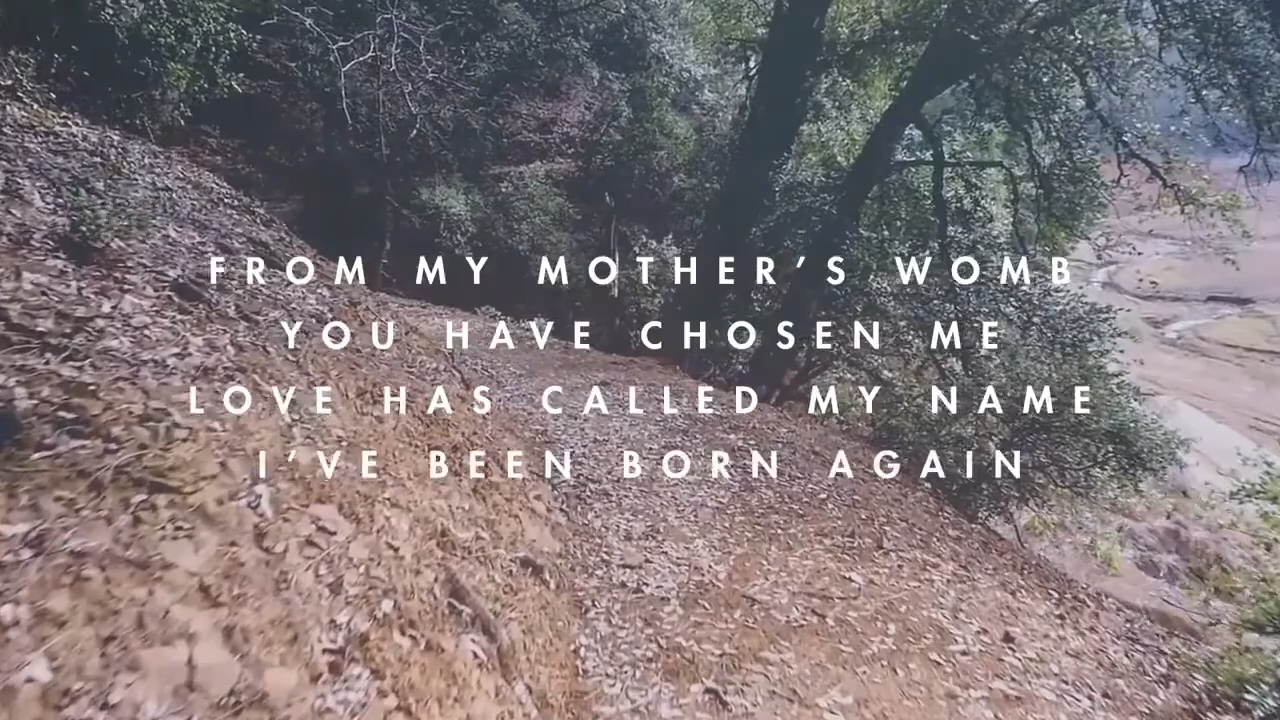 FROM MY MOTHER’S WOMB
YOU HAVE CHOSEN ME
LOVE HAS CALLED MY NAME
I’VE BEEN BORN AGAIN